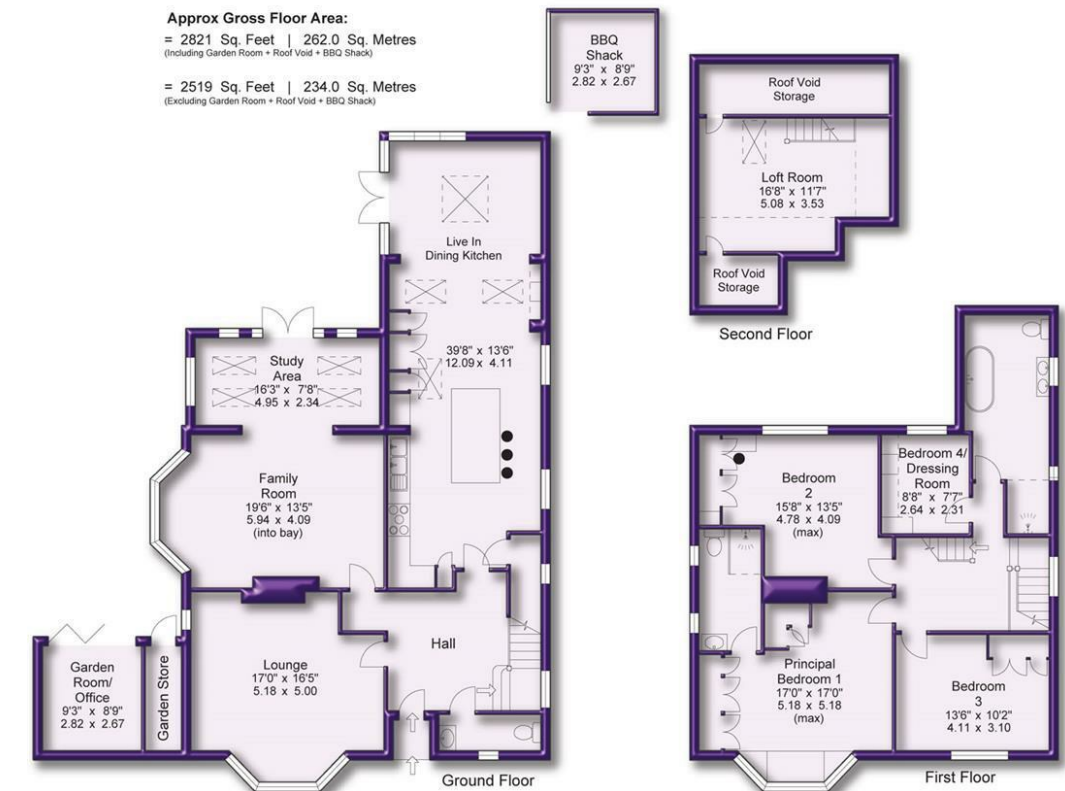 Approx Gross Floor Area:
= 2821 Sq. Feet | 262.0 Sq. Metres
(Including Garden Room + Roof Void + BBQ Shack)
= 2519 Sq. Feet | 234.0 Sq. Metres
(Excluding Garden Room + Roof Void + BBQ Shack)
BBQ
Shack
9'3" x 8'9"
2.82 x 2.67
Roof Void
Storage
Loft Room
16'8" x 11'7"
5.08 x 3.53
Roof Void
Storage
Second Floor
Live In
Dining Kitchen
39'8" x 13'6"
12.09 x 4.11
Study
Area
16'3" x 7'8"
4.95 x 2.34
Family
Room
19'6" x 13'5"
5.94 x 4.09
(into bay)
Lounge
17'0" x 16'5"
5.18 x 5.00
Hall
Garden
Room/
Office
9'3" x 8'9"
2.82 x 2.67
Garden Store
Ground Floor
Bedroom
2
15'8" x 13'5"
4.78 x 4.09
(max)
Bedroom 4/
Dressing
Room
8'8" x 7'7"
2.64 x 2.31
Principal
Bedroom 1
17'0" x 17'0"
5.18 x 5.18
(max)
Bedroom
3
13'6" x 10'2"
4.11 x 3.10
First Floor